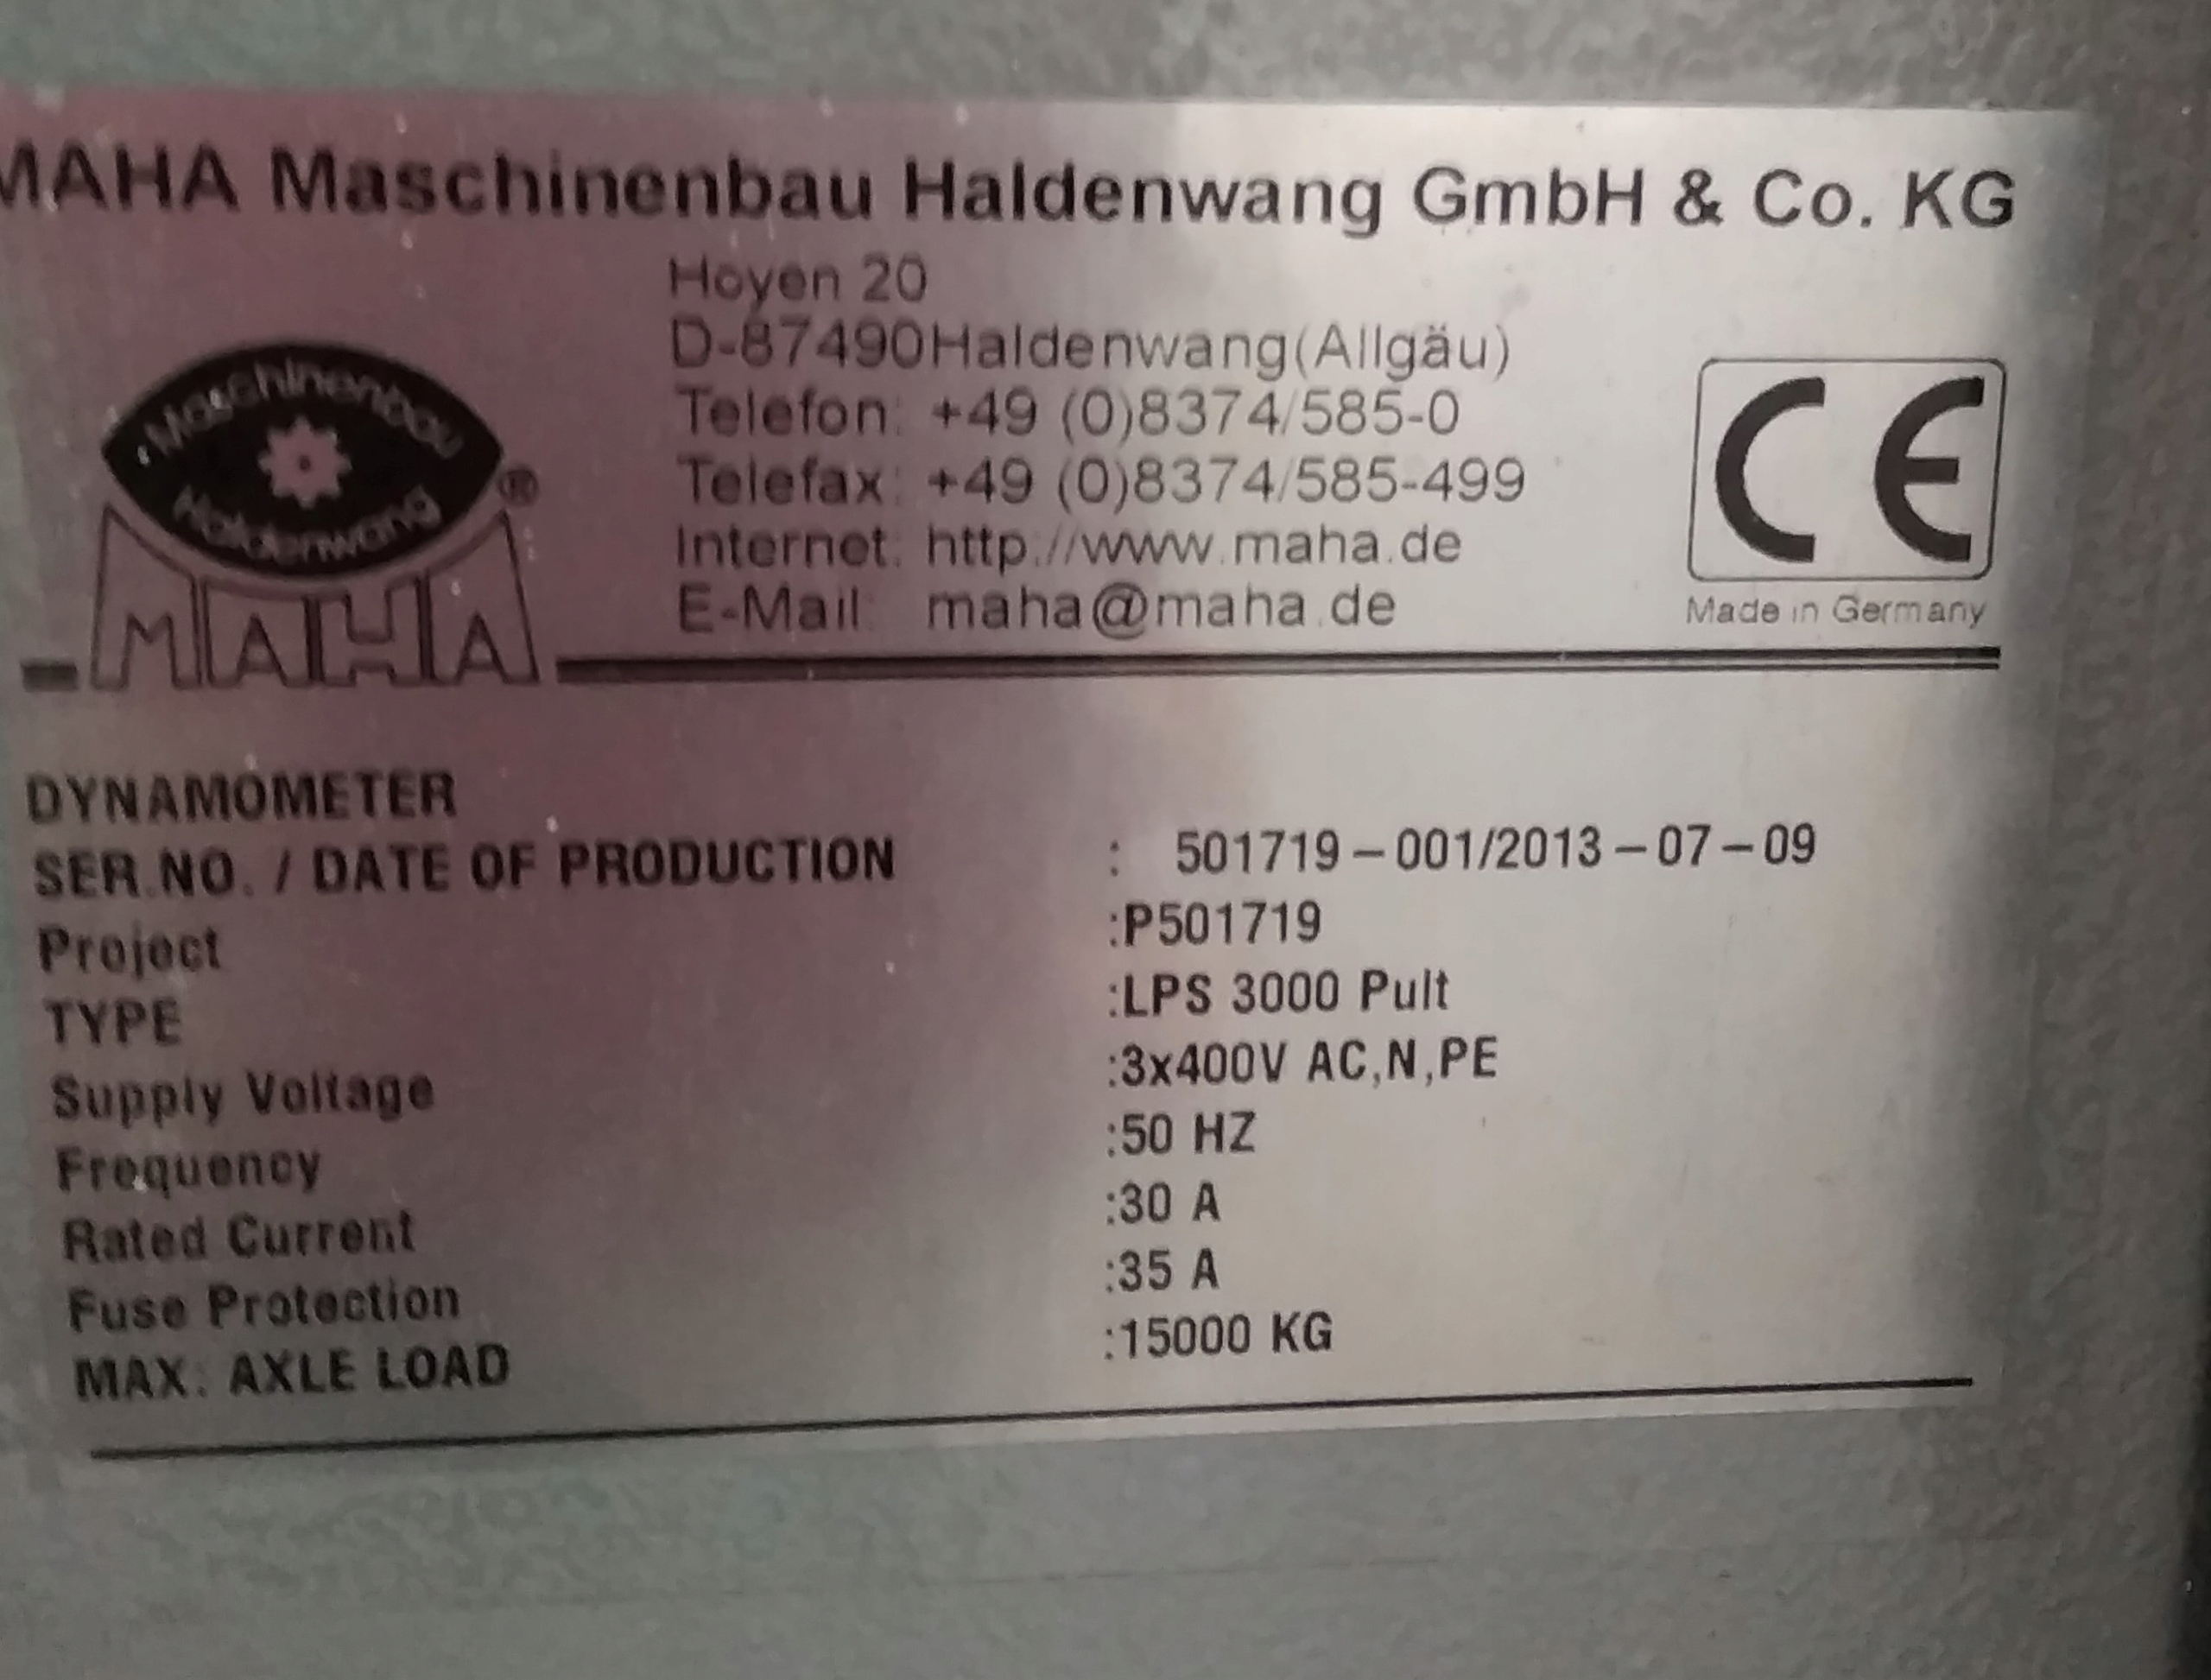 MAHA Maschinenbau Haldenwang GmbH & Co. KG
Hoyen 20
D-87490Haldenwang(Allgäu)
Telefon: +49 (0)8374/585-0
Telefax: +49 (0)8374/585-499
Internet: http://www.maha.de
E-Mail: maha@maha.de
Maschinenbau
Haldenwang
MAHA®
CE
Made in Germany
DYNAMOMETER
SER.NO. / DATE OF PRODUCTION : 501719-001/2013-07-09
Project :P501719
TYPE :LPS 3000 Pult
Supply Voltage :3x400V AC,N,PE
Frequency :50 HZ
Rated Current :30 A
Fuse Protection :35 A
MAX. AXLE LOAD :15000 KG